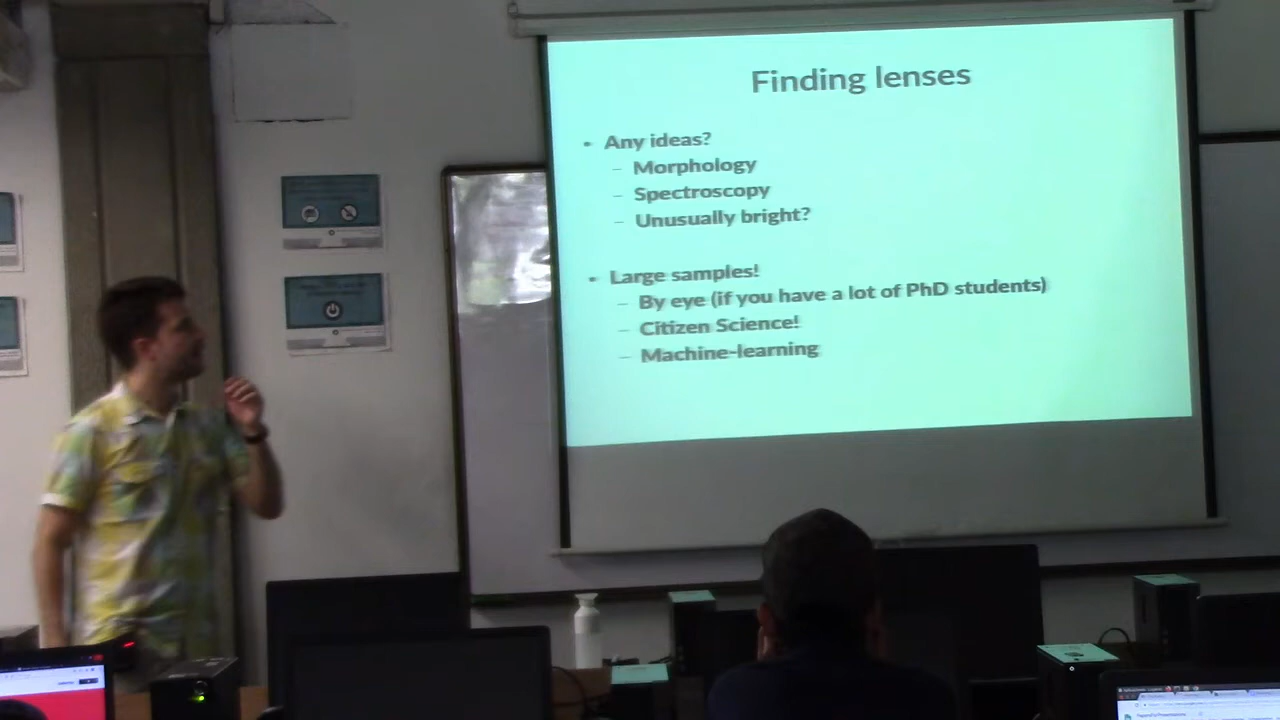 Finding lenses
• Any ideas?
– Morphology
– Spectroscopy
– Unusually bright?
• Large samples!
– By eye (if you have a lot of PhD students)
– Citizen Science!
– Machine-learning